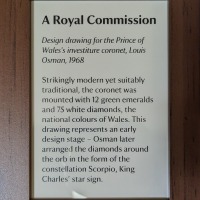 A Royal Commission
Design drawing for the Prince of
Wales's investiture coronet, Louis
Osman, 1968
Strikingly modern yet suitably
traditional, the coronet was
mounted with 12 green emeralds
and 75 white diamonds, the
national colours of Wales. This
drawing represents an early
design stage – Osman later
arranged the diamonds around
the orb in the form of the
constellation Scorpio, King
Charles' star sign.